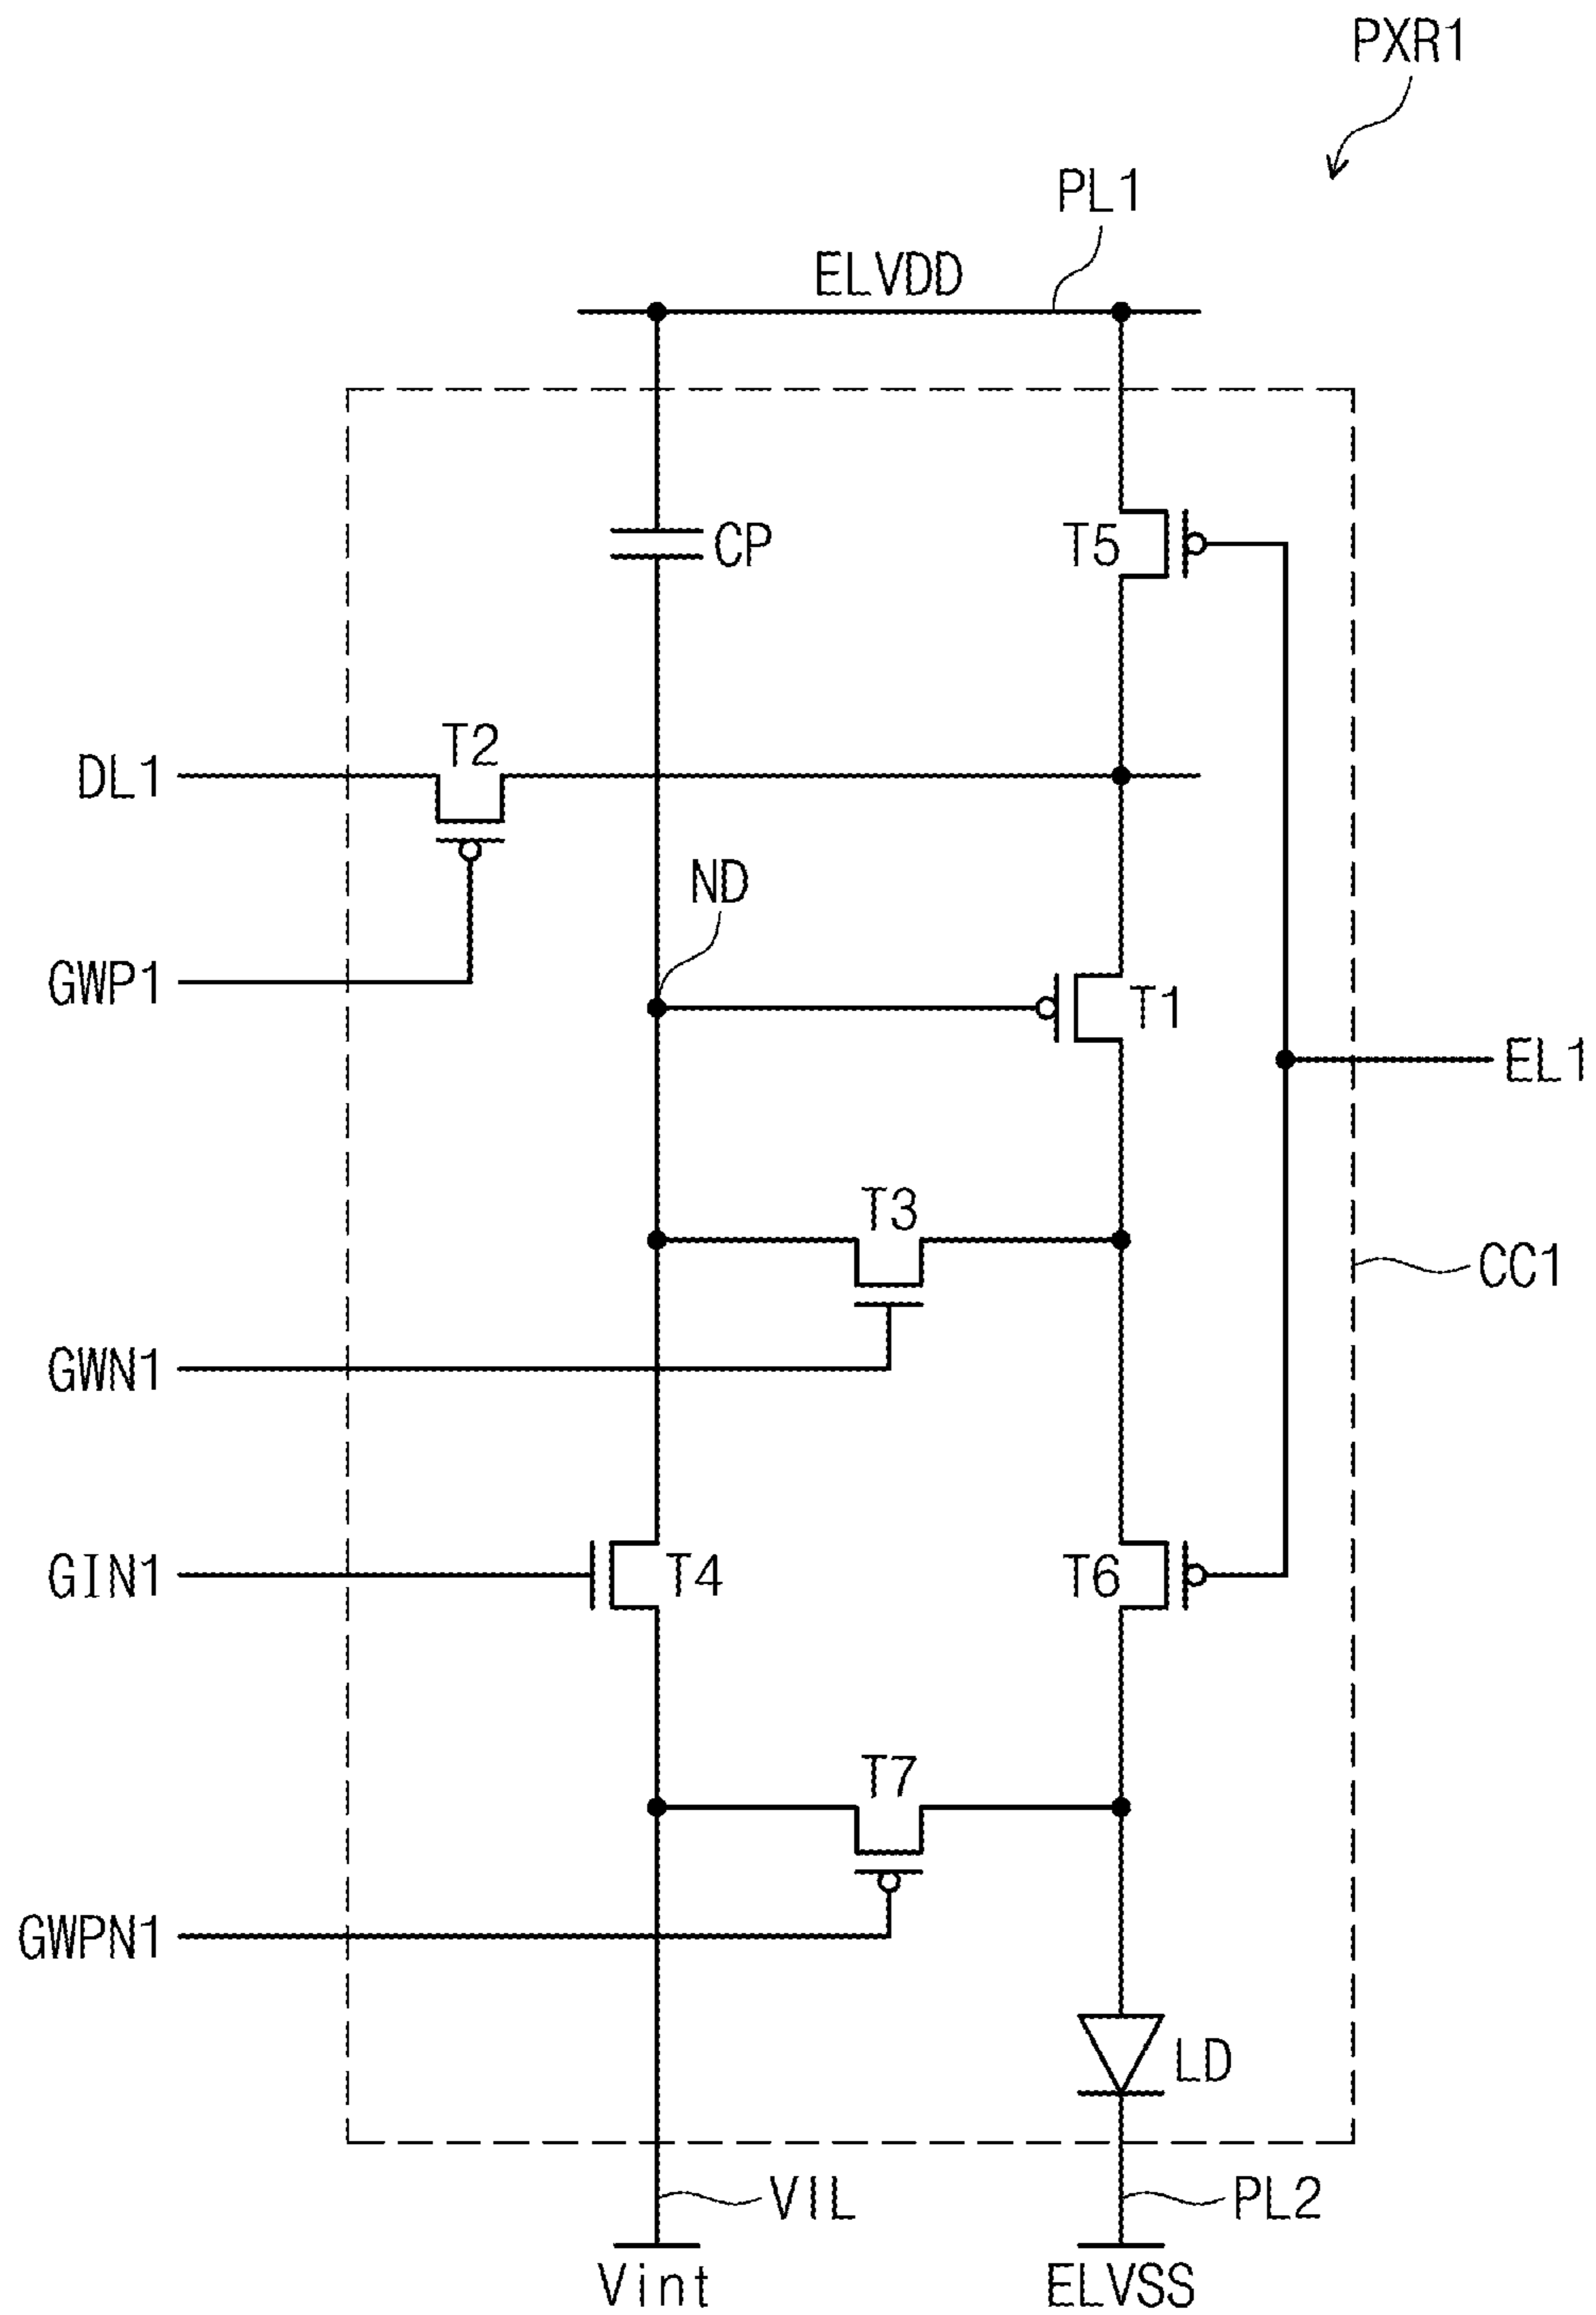 PXR1
PL1
ELVDD
CP
T5
T2
DL1
ND
GWP1
T1
EL1
T3
CC1
GWN1
GIN1
T4
T6
T7
GWPN1
LD
VIL
PL2
Vint
ELVSS